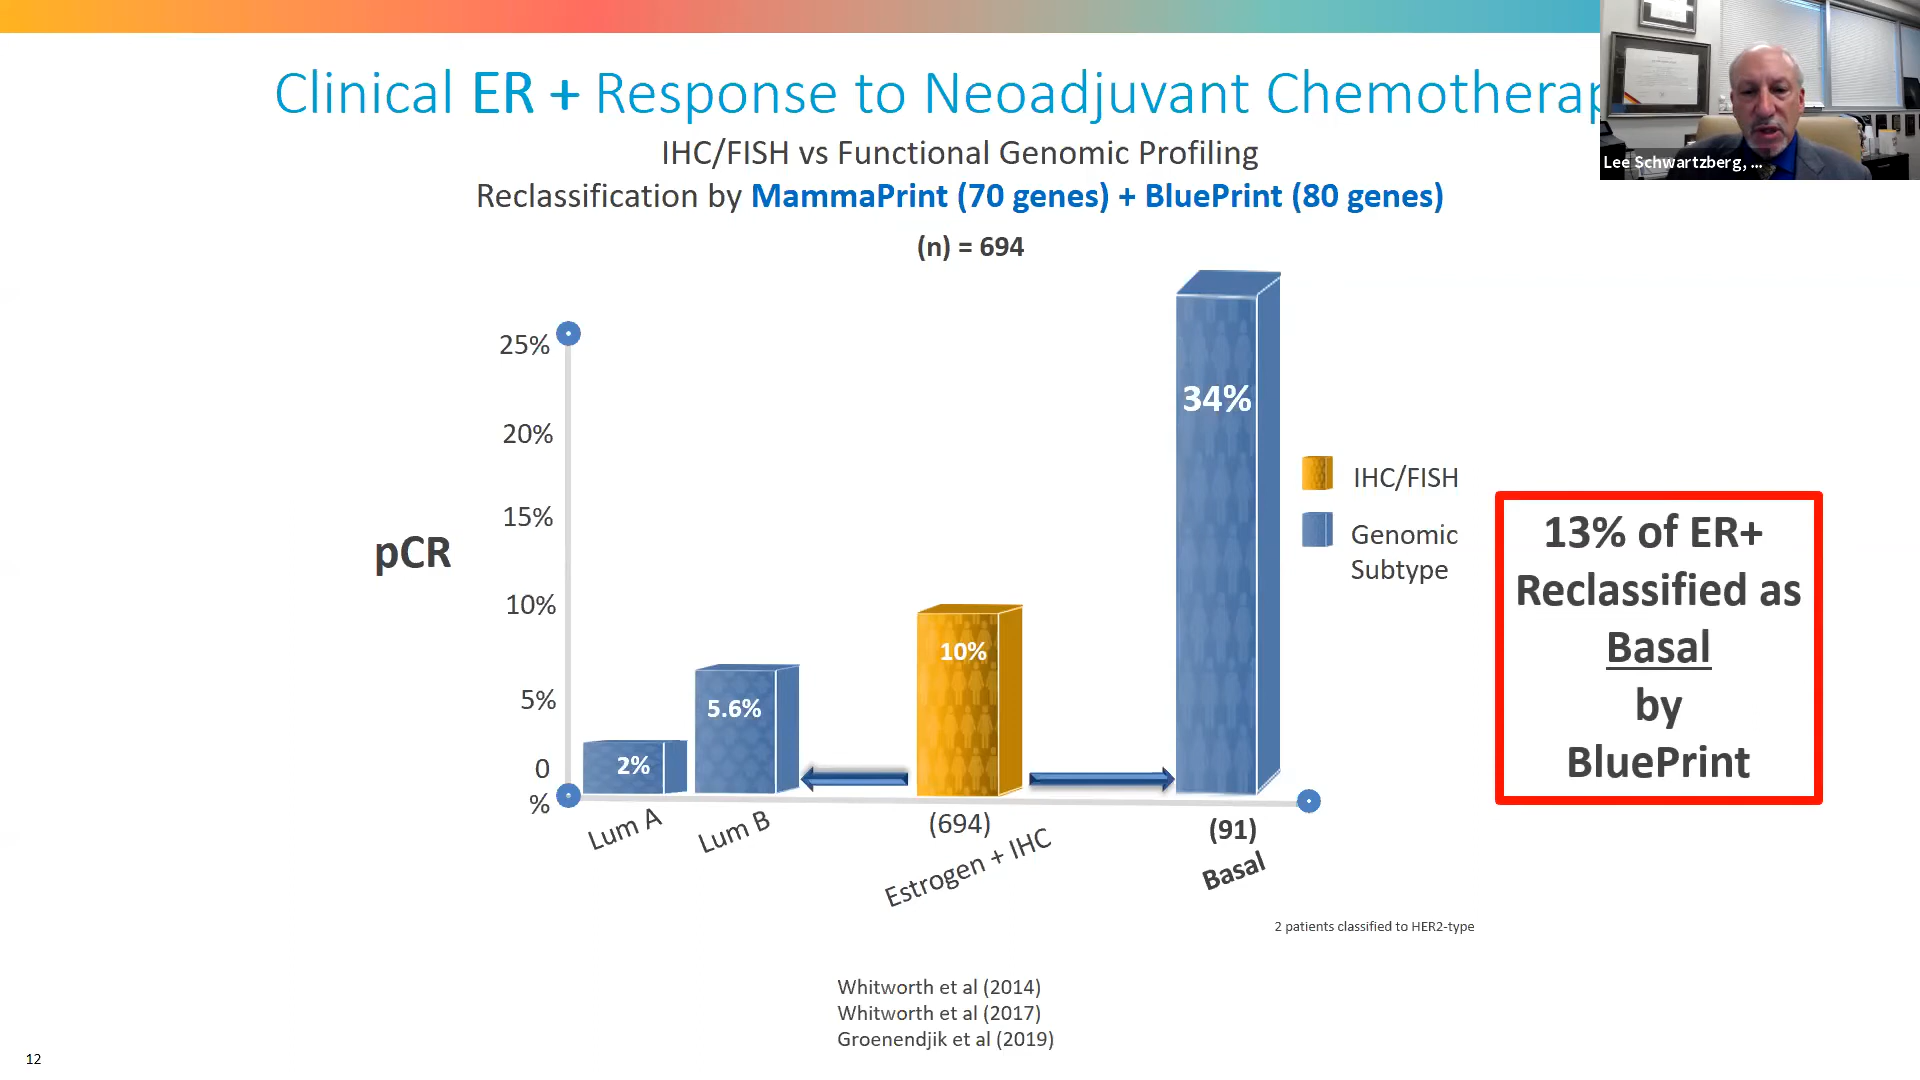 Clinical ER + Response to Neoadjuvant Chemotherap
IHC/FISH vs Functional Genomic Profiling
Reclassification by MammaPrint (70 genes) + BluePrint (80 genes)
(n) = 694
Lee Schwartzberg, ...
25%
20%
15%
10%
5%
0
%
pCR
2%
5.6%
10%
34%
Lum A
Lum B
(694)
Estrogen + IHC
(91)
Basal
IHC/FISH
Genomic
Subtype
13% of ER+
Reclassified as
Basal
by
BluePrint
2 patients classified to HER2-type
Whitworth et al (2014)
Whitworth et al (2017)
Groenendjik et al (2019)
12